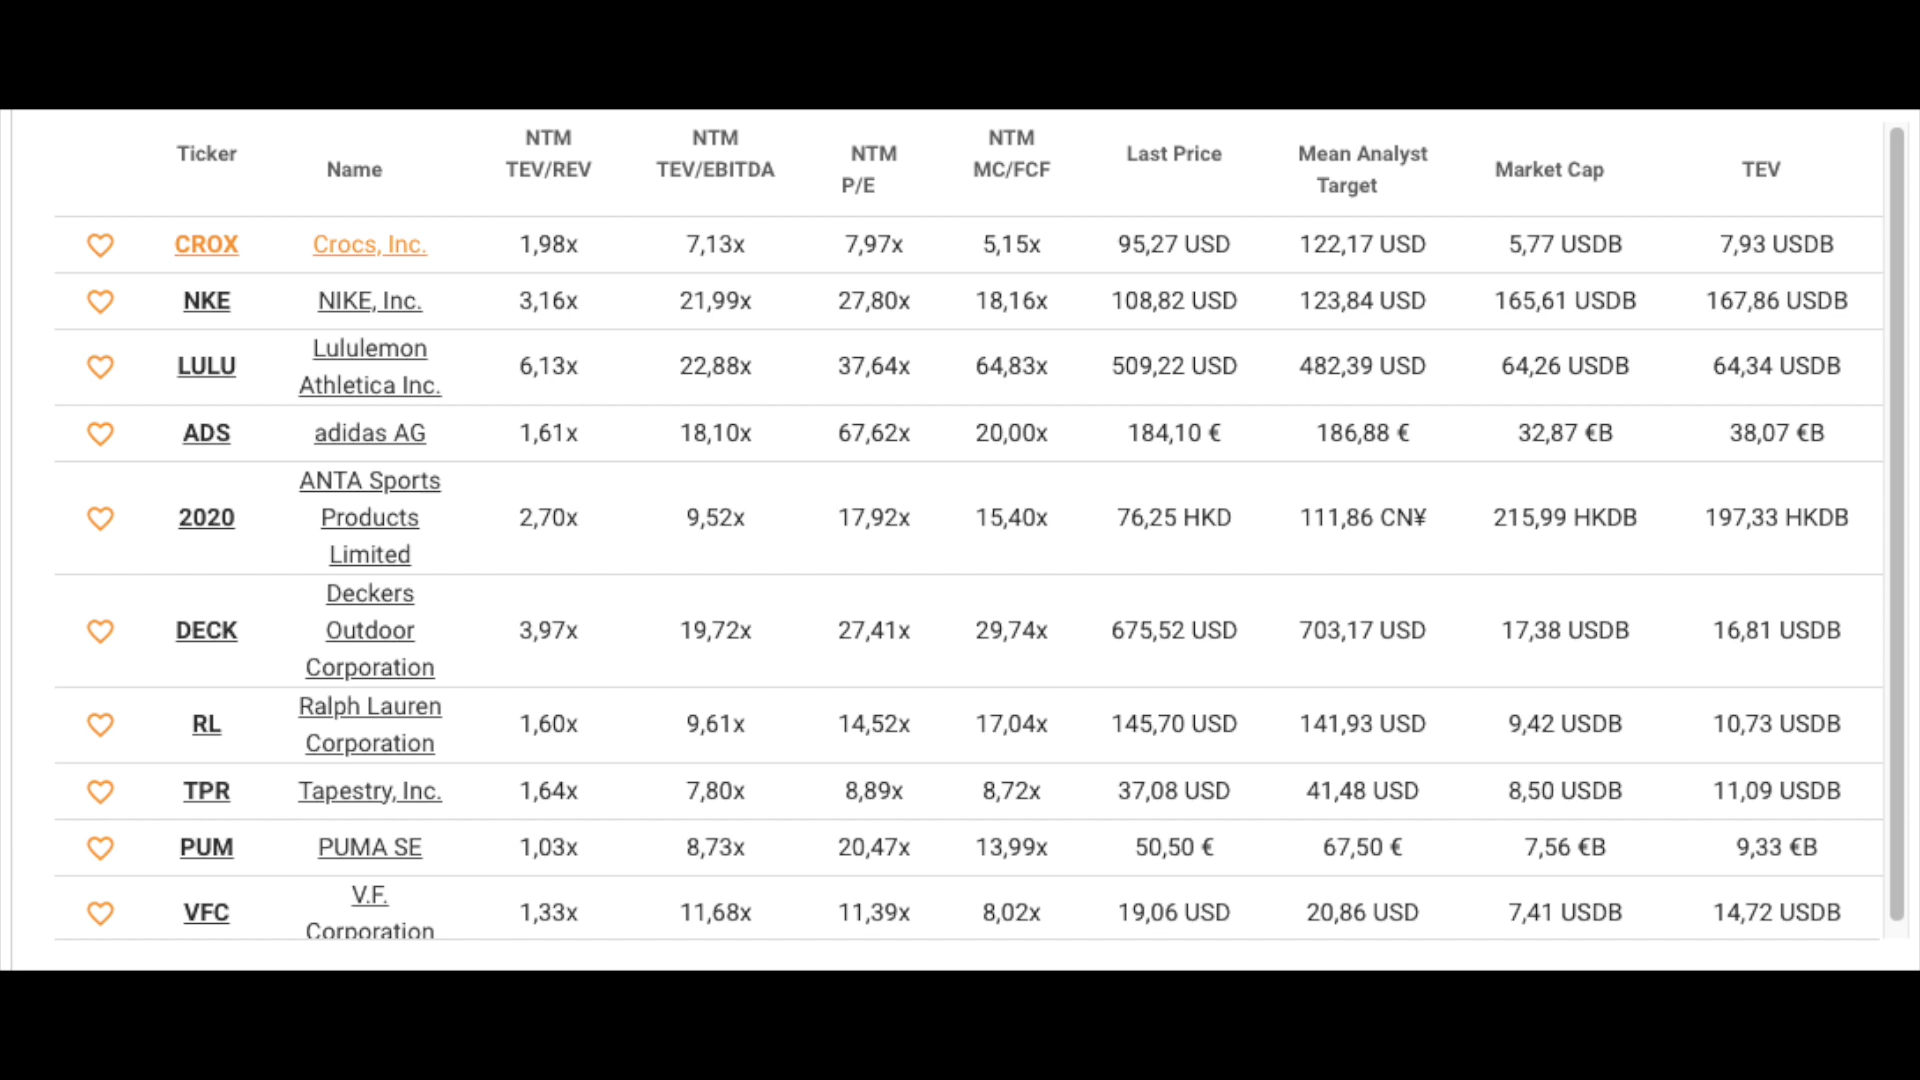 Ticker Name NTM TEV/REV NTM TEV/EBITDA NTM P/E NTM MC/FCF Last Price Mean Analyst Target Market Cap TEV
CROX Crocs, Inc. 1,98x 7,13x 7,97x 5,15x 95,27 USD 122,17 USD 5,77 USDB 7,93 USDB
NKE NIKE, Inc. 3,16x 21,99x 27,80x 18,16x 108,82 USD 123,84 USD 165,61 USDB 167,86 USDB
LULU Lululemon Athletica Inc. 6,13x 22,88x 37,64x 64,83x 509,22 USD 482,39 USD 64,26 USDB 64,34 USDB
ADS adidas AG 1,61x 18,10x 67,62x 20,00x 184,10 € 186,88 € 32,87 €B 38,07 €B
2020 ANTA Sports Products Limited 2,70x 9,52x 17,92x 15,40x 76,25 HKD 111,86 CN¥ 215,99 HKDB 197,33 HKDB
DECK Deckers Outdoor Corporation 3,97x 19,72x 27,41x 29,74x 675,52 USD 703,17 USD 17,38 USDB 16,81 USDB
RL Ralph Lauren Corporation 1,60x 9,61x 14,52x 17,04x 145,70 USD 141,93 USD 9,42 USDB 10,73 USDB
TPR Tapestry, Inc. 1,64x 7,80x 8,89x 8,72x 37,08 USD 41,48 USD 8,50 USDB 11,09 USDB
PUM PUMA SE 1,03x 8,73x 20,47x 13,99x 50,50 € 67,50 € 7,56 €B 9,33 €B
VFC V.F. Corporation 1,33x 11,68x 11,39x 8,02x 19,06 USD 20,86 USD 7,41 USDB 14,72 USDB